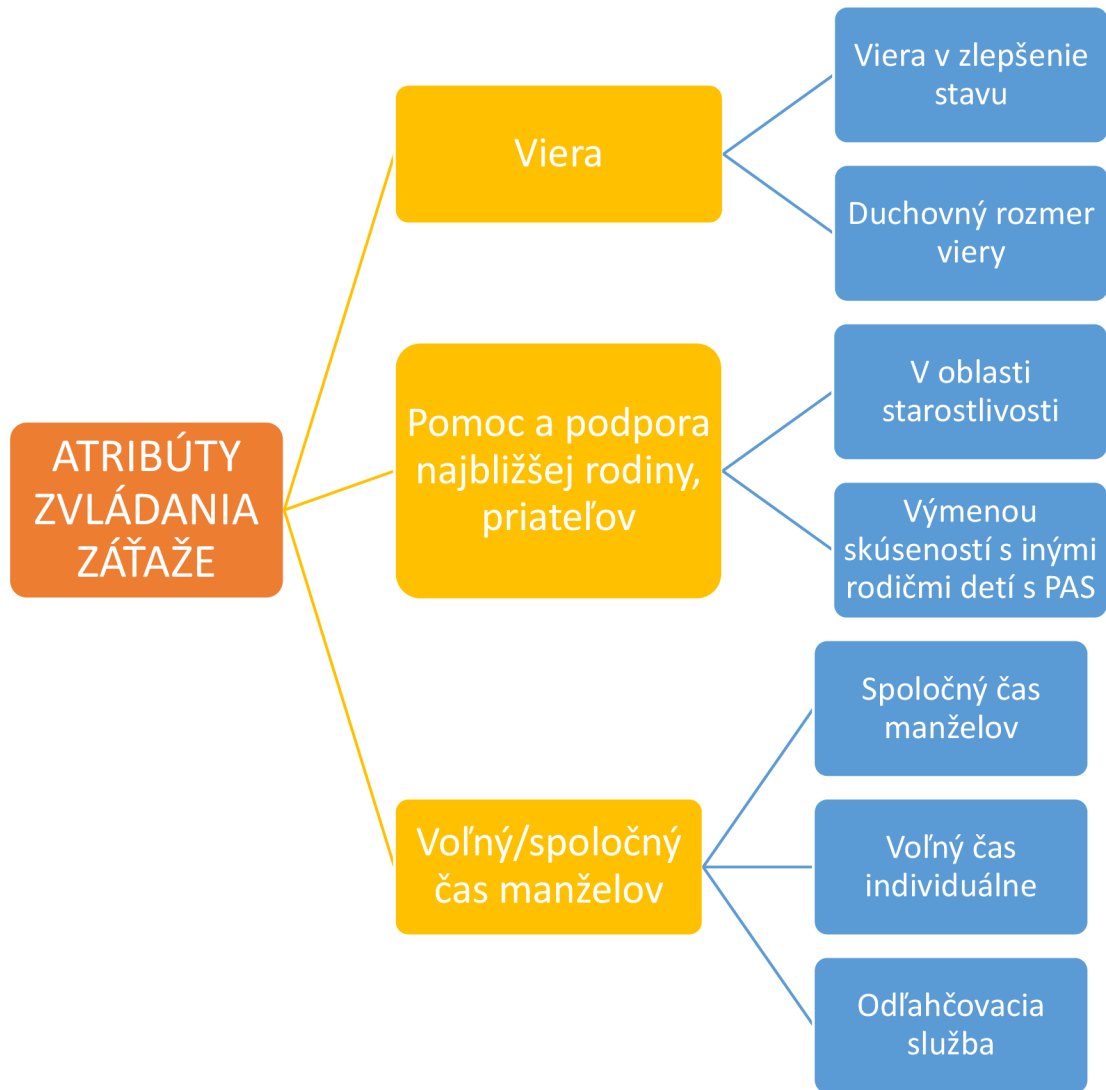 ATRIBÚTY
ZVLÁDANIA
ZÁŤAŽE
Viera
Viera v zlepšenie
stavu
Duchovný rozmer
viery
Pomoc a podpora
najbližšej rodiny,
priateľov
V oblasti
starostlivosti
Výmenou
skúseností s inými
rodičmi detí s PAS
Voľný/spoločný
čas manželov
Spoločný čas
manželov
Voľný čas
individuálne
Odľahčovacia
služba